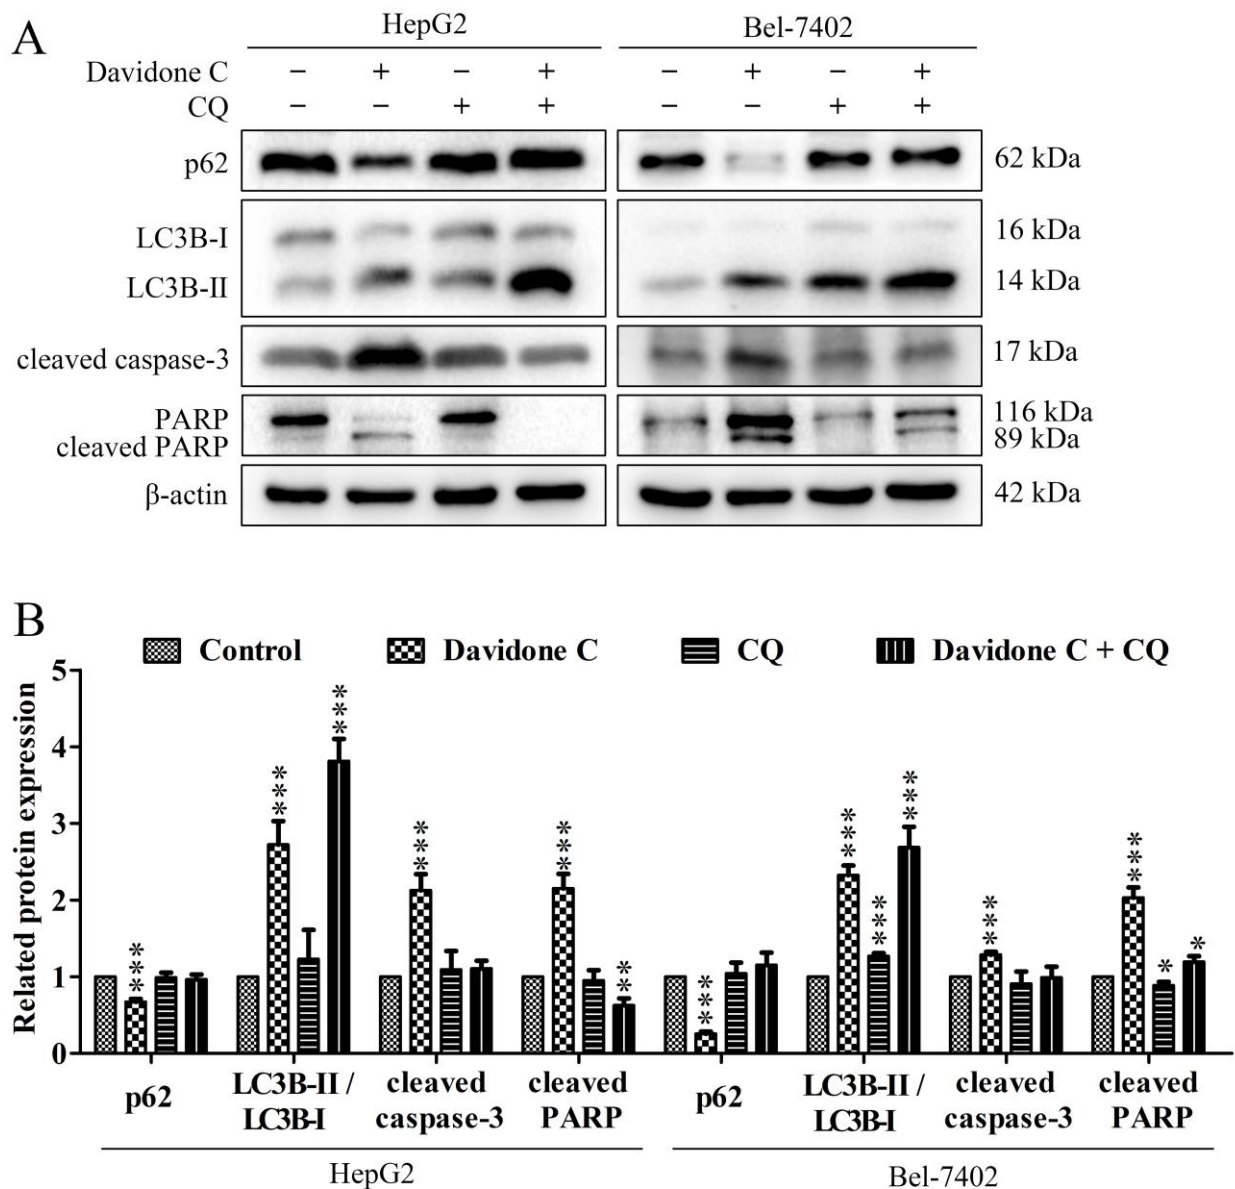 A
HepG2
Bel-7402
Davidone C − + − + − + − +
CQ − − + + − − + +
p62 62 kDa
LC3B-I 16 kDa
LC3B-II 14 kDa
cleaved caspase-3 17 kDa
PARP 116 kDa
cleaved PARP 89 kDa
β-actin 42 kDa
B
Control Davidone C CQ Davidone C + CQ
Related protein expression
5
4
3
2
1
0
***
***
***
***
***
**
***
***
***
***
***
***
*
*
p62
LC3B-II /
LC3B-I
cleaved
caspase-3
cleaved
PARP
p62
LC3B-II /
LC3B-I
cleaved
caspase-3
cleaved
PARP
HepG2
Bel-7402